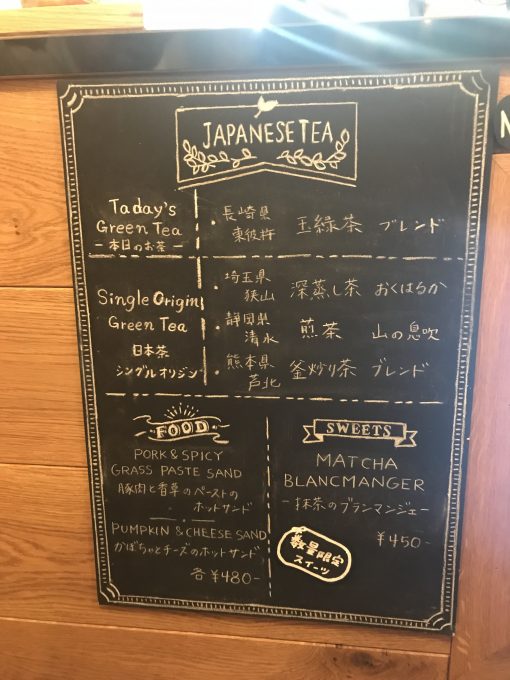 JAPANESE TEA
Taday's
Green Tea
－本日のお茶－
・長崎県
東彼杵
玉緑茶 ブレンド
Single Origin
Green Tea
日本茶
シングルオリジン
・埼玉県
狭山
深蒸し茶 おくはるか
・静岡県
清水
煎茶 山の息吹
・熊本県
芦北
釜炒り茶 ブレンド
FOOD
PORK & SPICY
GRASS PASTE SAND
豚肉と香草のペーストの
ホットサンド
PUMPKIN & CHEESE SAND
かぼちゃとチーズのホットサンド
各 ¥480-
SWEETS
MATCHA
BLANCMANGER
－抹茶のブランマンジェ－
¥450-
数量限定
スイーツ
N